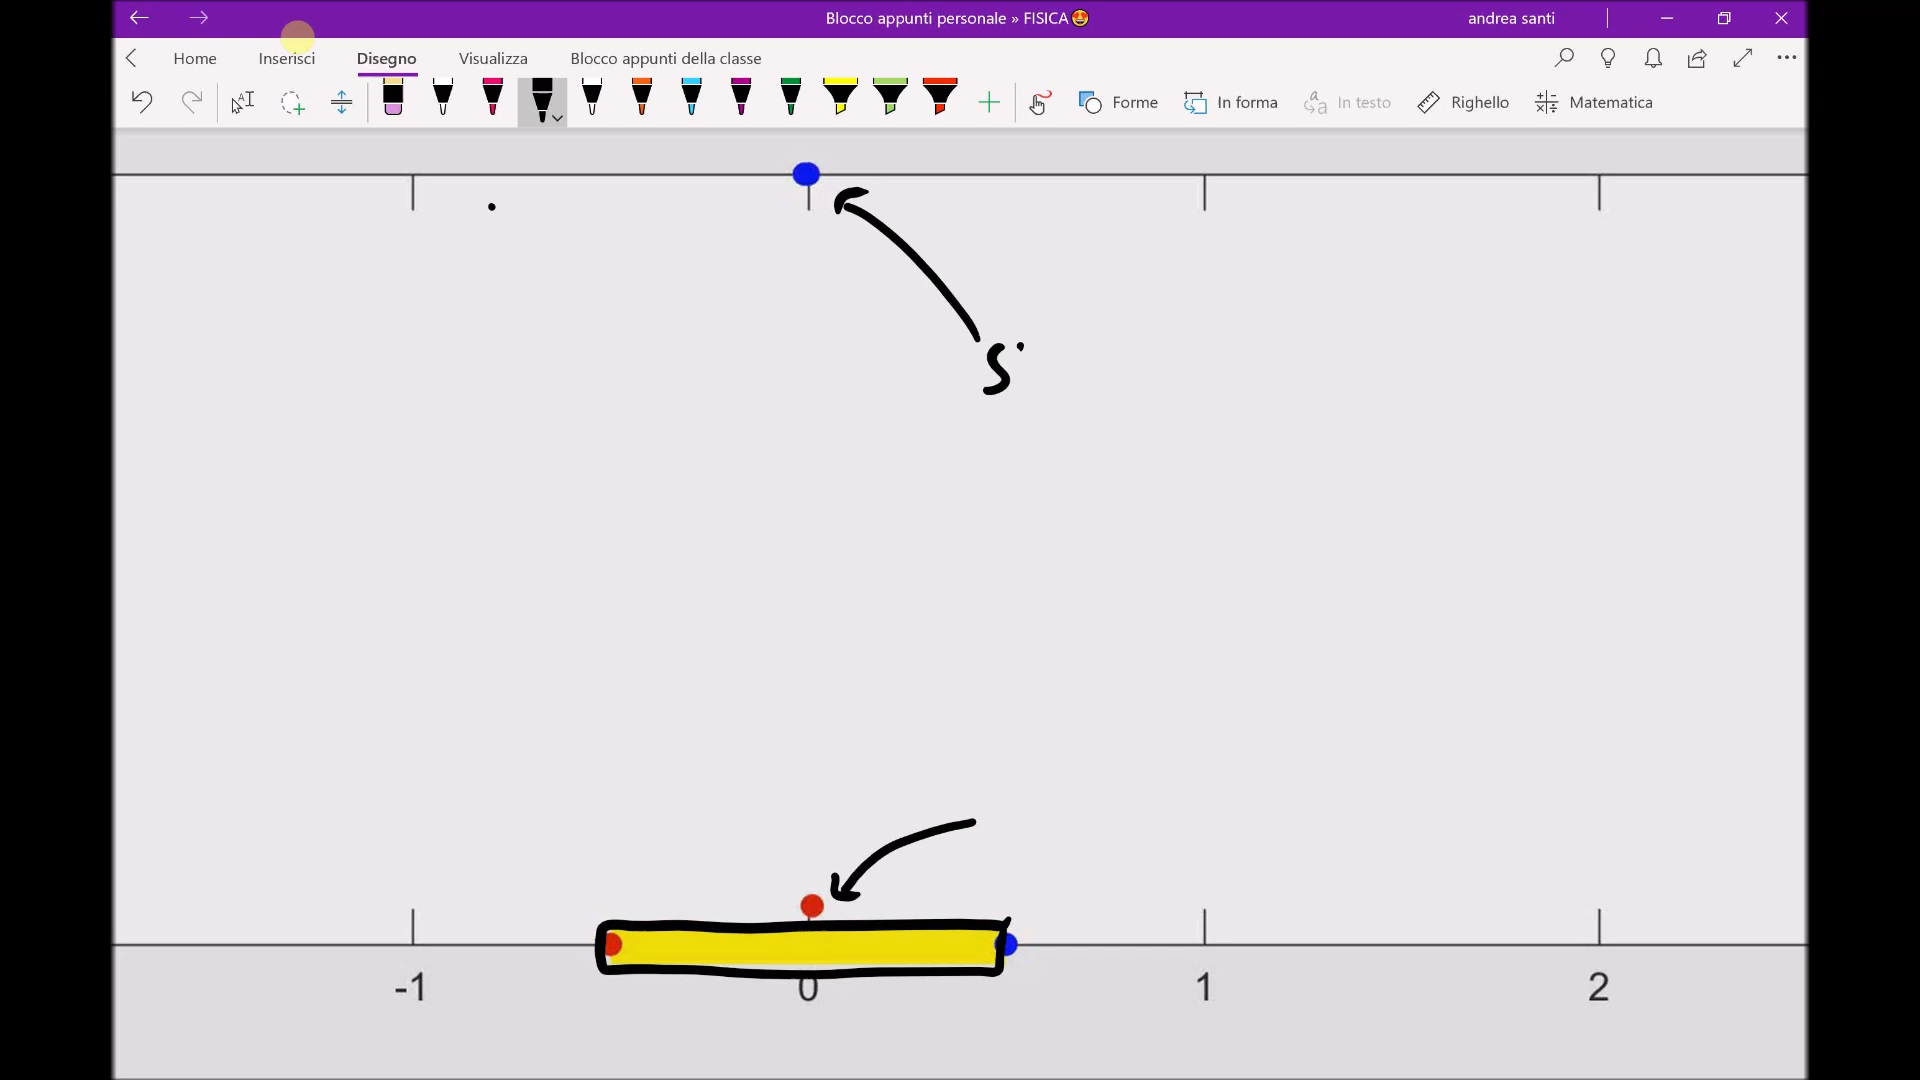 Blocco appunti personale » FISICA😍
andrea santi
Home
Inserisci
Disegno
Visualizza
Blocco appunti della classe
Forme
In forma
In testo
Righello
Matematica
S'
-1
0
1
2